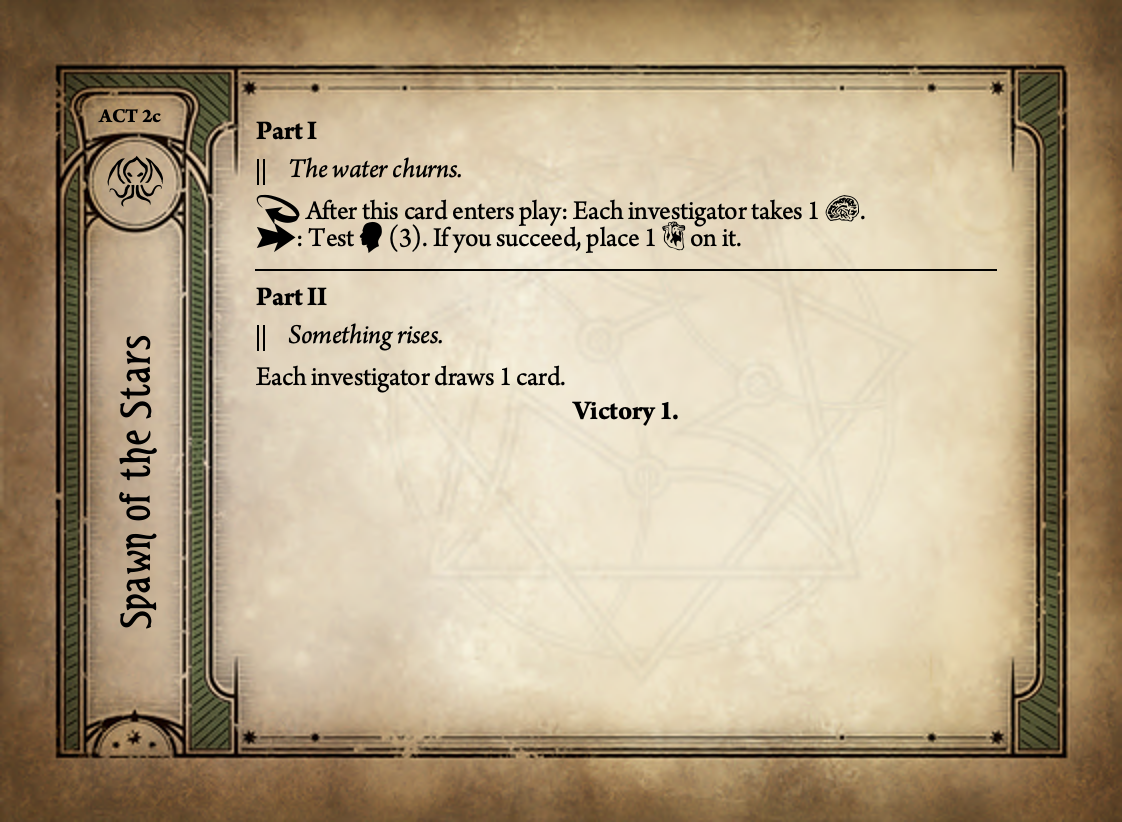 ACT 2c
Spawn of the Stars
Part I
The water churns.
After this card enters play: Each investigator takes 1 .
: Test (3). If you succeed, place 1 on it.
Part II
Something rises.
Each investigator draws 1 card.
Victory 1.